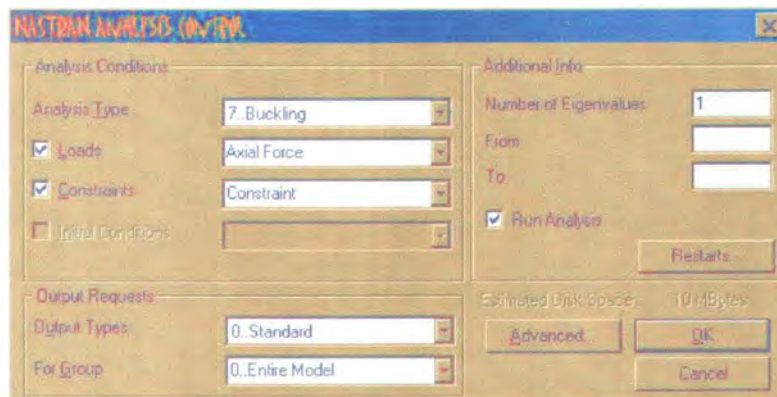 NASTRAN ANALYSIS CONTROL
Analysis Conditions
Analysis Type
7..Buckling
Loads
Axial Force
Constraints
Constraint
Initial Conditions
Output Requests
Output Types
0..Standard
For Group
0..Entire Model
Additional Info
Number of Eigenvalues
1
From
To
Run Analysis
Restarts
Estimated Disk Space
10 MBytes
Advanced
OK
Cancel